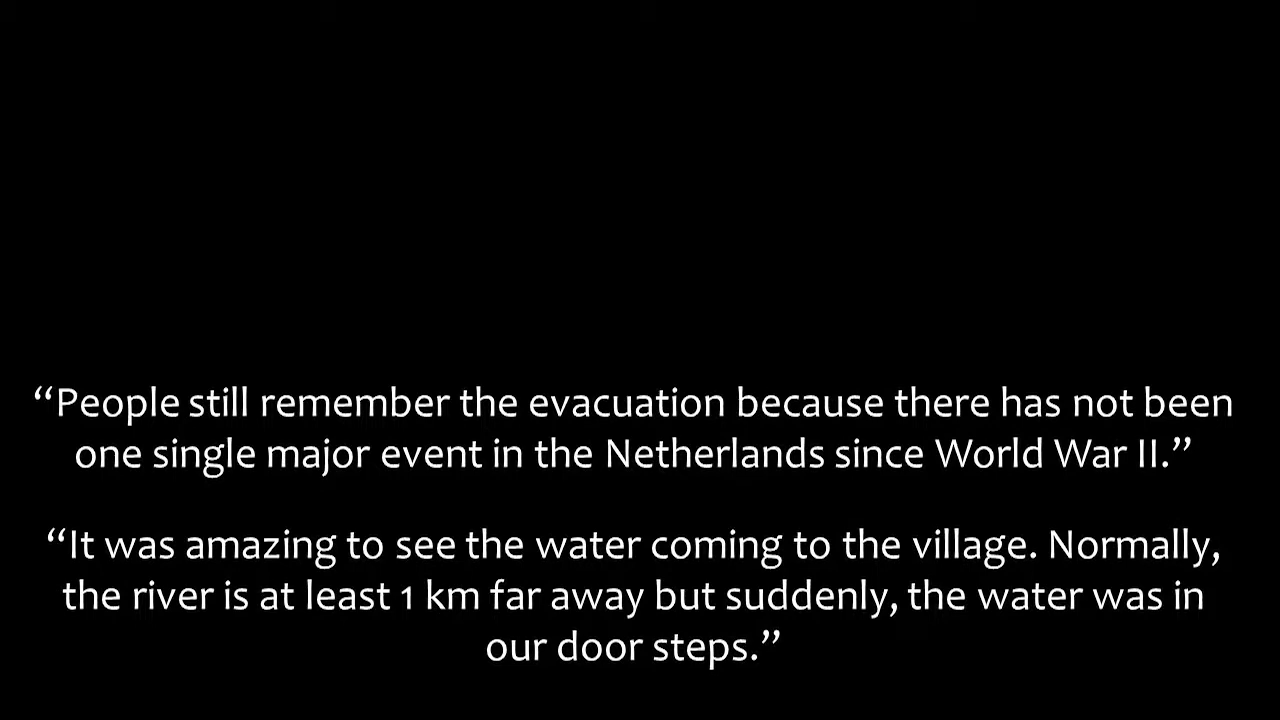 “People still remember the evacuation because there has not been
one single major event in the Netherlands since World War II.”
“It was amazing to see the water coming to the village. Normally,
the river is at least 1 km far away but suddenly, the water was in
our door steps.”